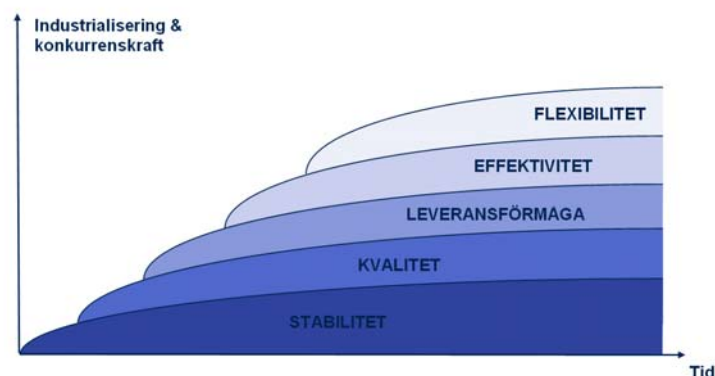 Industrialisering &
konkurrenskraft
FLEXIBILITET
EFFEKTIVITET
LEVERANSFÖRMÅGA
KVALITET
STABILITET
Tid